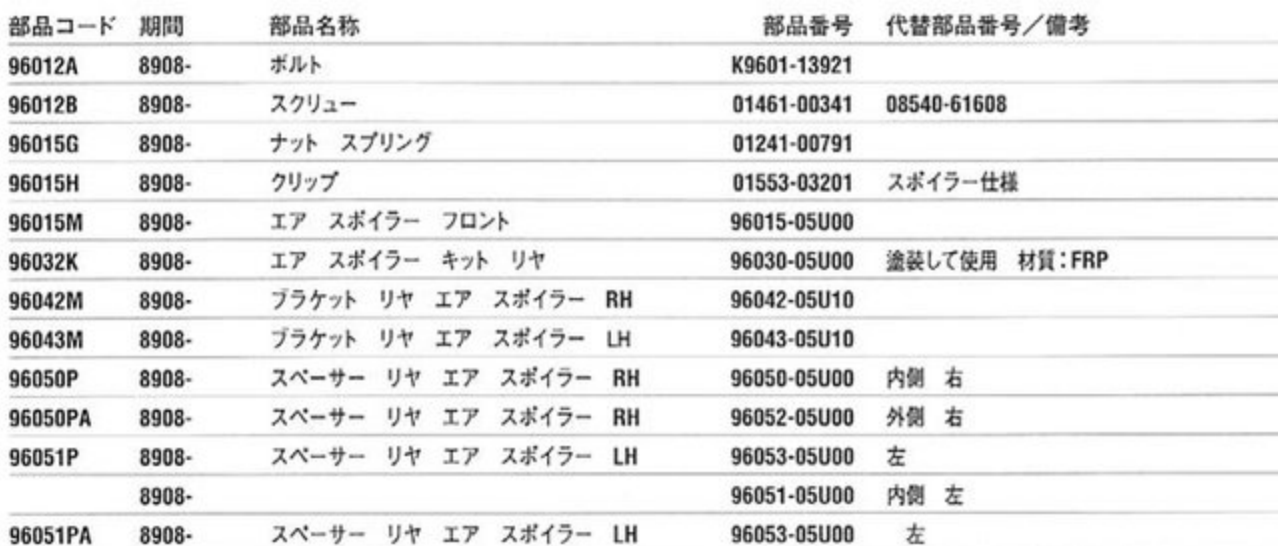 部品コード 期間 部品名称 部品番号 代替部品番号／備考
96012A 8908- ボルト K9601-13921
96012B 8908- スクリュー 01461-00341 08540-61608
96015G 8908- ナット スプリング 01241-00791
96015H 8908- クリップ 01553-03201 スポイラー仕様
96015M 8908- エア スポイラー フロント 96015-05U00
96032K 8908- エア スポイラー キット リヤ 96030-05U00 塗装して使用 材質：FRP
96042M 8908- ブラケット リヤ エア スポイラー RH 96042-05U10
96043M 8908- ブラケット リヤ エア スポイラー LH 96043-05U10
96050P 8908- スペーサー リヤ エア スポイラー RH 96050-05U00 内側 右
96050PA 8908- スペーサー リヤ エア スポイラー RH 96052-05U00 外側 右
96051P 8908- スペーサー リヤ エア スポイラー LH 96053-05U00 左
8908- 96051-05U00 内側 左
96051PA 8908- スペーサー リヤ エア スポイラー LH 96053-05U00 左